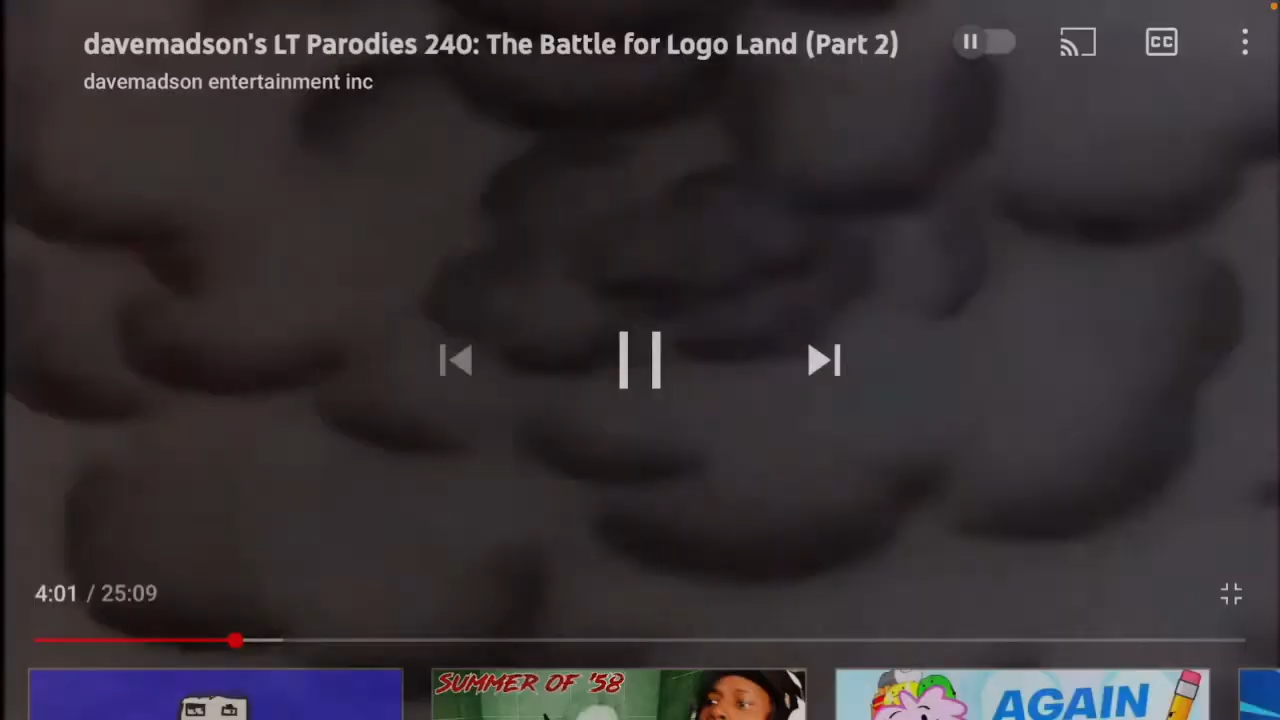 davemadson's LT Parodies 240: The Battle for Logo Land (Part 2)
CC
davemadson entertainment inc
4:01 / 25:09
SUMMER OF '58
AGAIN